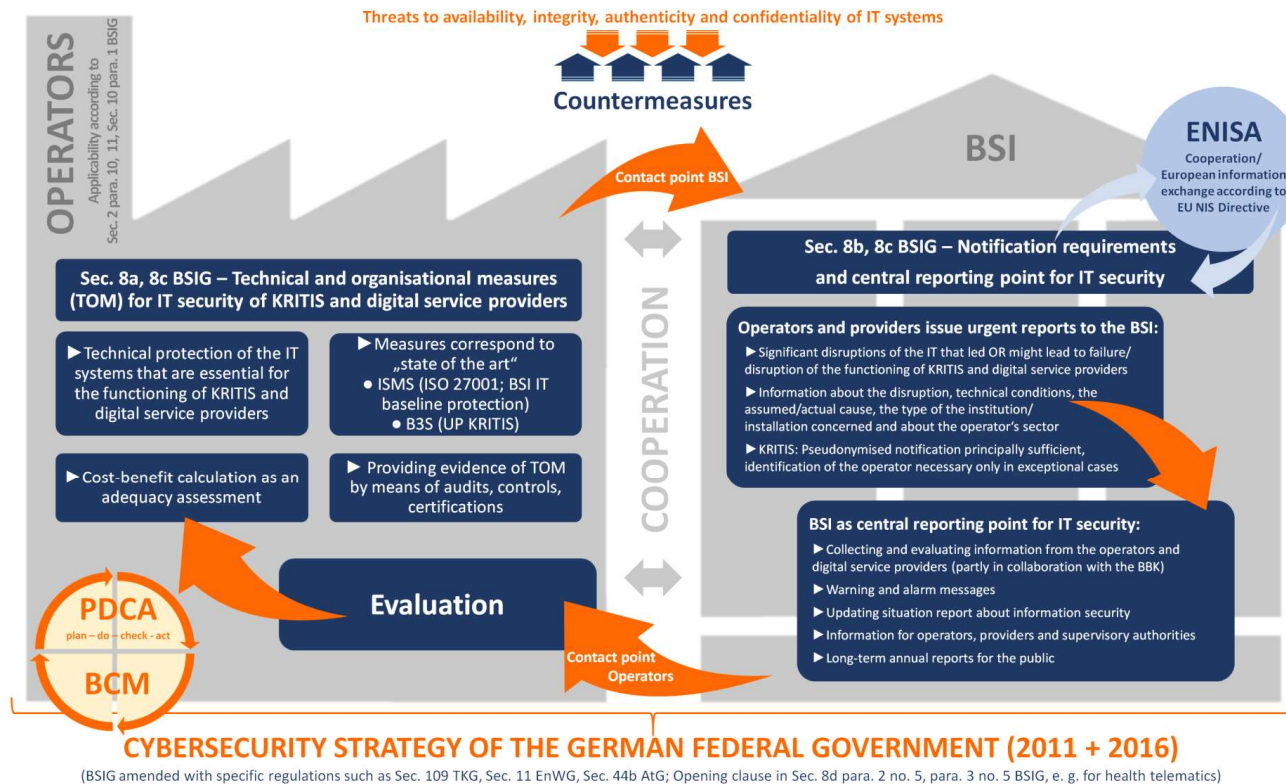 Threats to availability, integrity, authenticity and confidentiality of IT systems
Countermeasures
OPERATORS
Applicability according to
Sec. 2 para. 10, 11, Sec. 10 para. 1 BSIG
Contact point BSI
BSI
ENISA
Cooperation/
European information
exchange according to
EU NIS Directive
COOPERATION
Sec. 8a, 8c BSIG – Technical and organisational measures
(TOM) for IT security of KRITIS and digital service providers
►Technical protection of the IT
systems that are essential for
the functioning of KRITIS and
digital service providers
►Measures correspond to
„state of the art“
● ISMS (ISO 27001; BSI IT
baseline protection)
● B3S (UP KRITIS)
►Cost-benefit calculation as an
adequacy assessment
►Providing evidence of TOM
by means of audits, controls,
certifications
Evaluation
PDCA
plan – do – check - act
BCM
Sec. 8b, 8c BSIG – Notification requirements
and central reporting point for IT security
Operators and providers issue urgent reports to the BSI:
►Significant disruptions of the IT that led OR might lead to failure/
disruption of the functioning of KRITIS and digital service providers
►Information about the disruption, technical conditions, the
assumed/actual cause, the type of the institution/
installation concerned and about the operator's sector
►KRITIS: Pseudonymised notification principally sufficient,
identification of the operator necessary only in exceptional cases
BSI as central reporting point for IT security:
►Collecting and evaluating information from the operators and
digital service providers (partly in collaboration with the BBK)
►Warning and alarm messages
►Updating situation report about information security
►Information for operators, providers and supervisory authorities
►Long-term annual reports for the public
Contact point
Operators
CYBERSECURITY STRATEGY OF THE GERMAN FEDERAL GOVERNMENT (2011 + 2016)
(BSIG amended with specific regulations such as Sec. 109 TKG, Sec. 11 EnWG, Sec. 44b AtG; Opening clause in Sec. 8d para. 2 no. 5, para. 3 no. 5 BSIG, e. g. for health telematics)